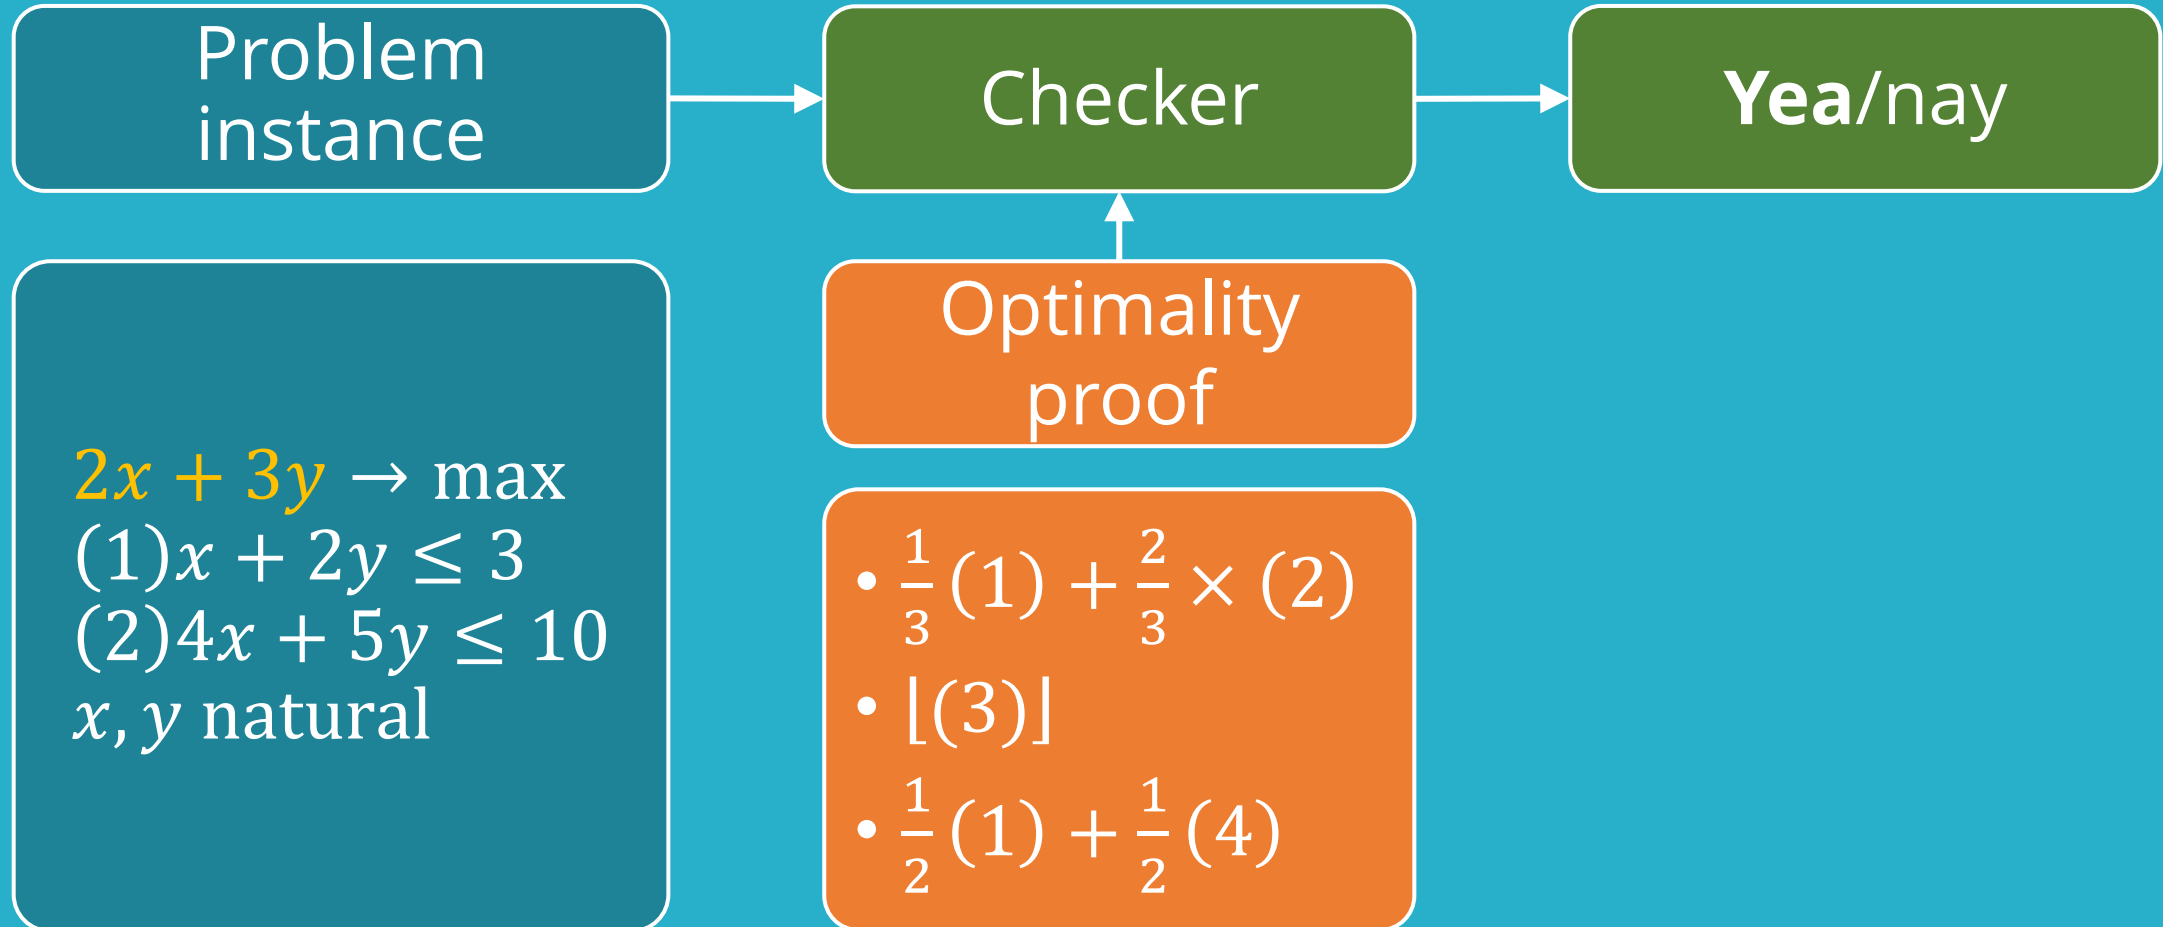 Problem
instance
Checker
Yea/nay
Optimality
proof
2x + 3y → max
(1)x + 2y ≤ 3
(2)4x + 5y ≤ 10
x, y natural
• 1/3 (1) + 2/3 × (2)
• ⌊(3)⌋
• 1/2 (1) + 1/2 (4)